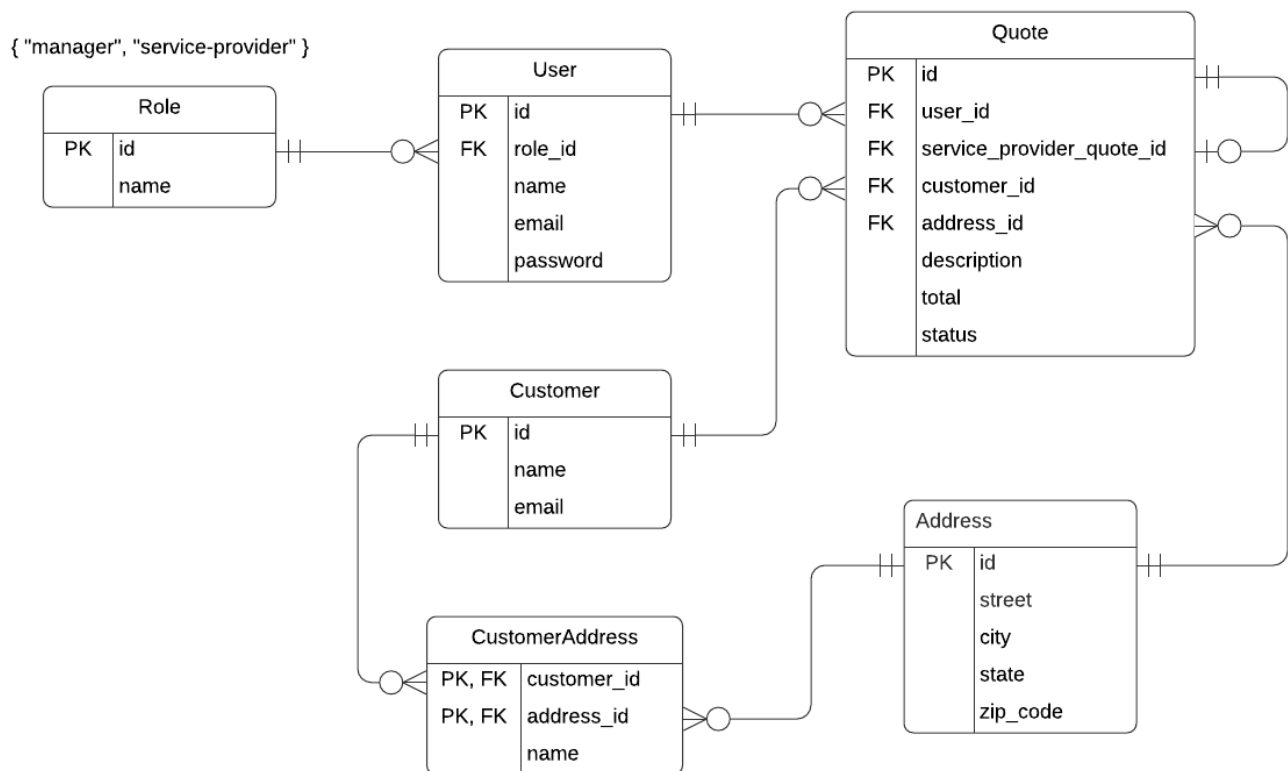 { "manager", "service-provider" }
Role
PK id
name
User
PK id
FK role_id
name
email
password
Quote
PK id
FK user_id
FK service_provider_quote_id
FK customer_id
FK address_id
description
total
status
Customer
PK id
name
email
Address
PK id
street
city
state
zip_code
CustomerAddress
PK, FK customer_id
PK, FK address_id
name